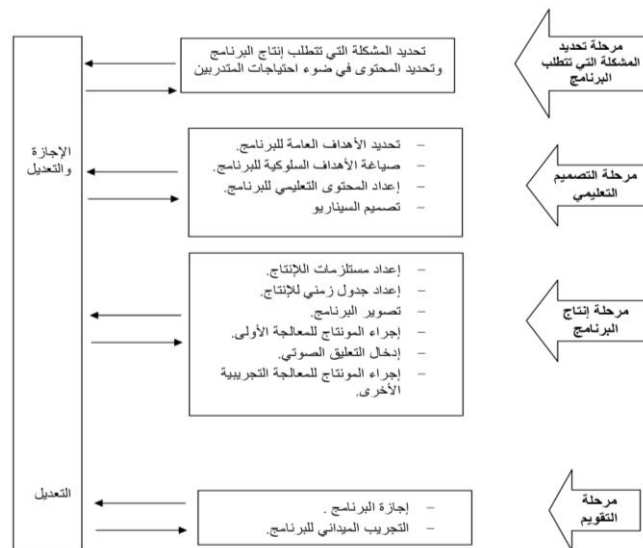 مرحلة تحديد
المشكلة التي تتطلب
البرنامج
تحديد المشكلة التي تتطلب إنتاج البرنامج
وتحديد المحتوى في ضوء احتياجات المتدربين
الإجازة
والتعديل
مرحلة التصميم
التعليمي
– تحديد الأهداف العامة للبرنامج.
– صياغة الأهداف السلوكية للبرنامج.
– إعداد المحتوى التعليمي للبرنامج.
– تصميم السيناريو
مرحلة إنتاج
البرنامج
– إعداد مستلزمات اللإنتاج.
– إعداد جدول زمني للإنتاج.
– تصوير البرنامج.
– إجراء المونتاج للمعالجة الأولى.
– إدخال التعليق الصوتي.
– إجراء المونتاج للمعالجة التجريبية
الأخرى.
مرحلة
التقويم
– إجازة البرنامج .
– التجريب الميداني للبرنامج.
التعديل